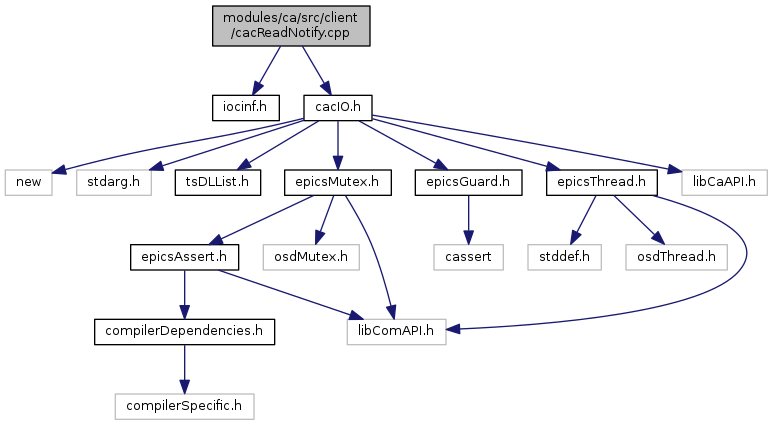 modules/ca/src/client
/cacReadNotify.cpp
iocinf.h
cacIO.h
new
stdarg.h
tsDLList.h
epicsMutex.h
epicsGuard.h
epicsThread.h
libCaAPI.h
epicsAssert.h
osdMutex.h
cassert
stddef.h
osdThread.h
compilerDependencies.h
libComAPI.h
compilerSpecific.h